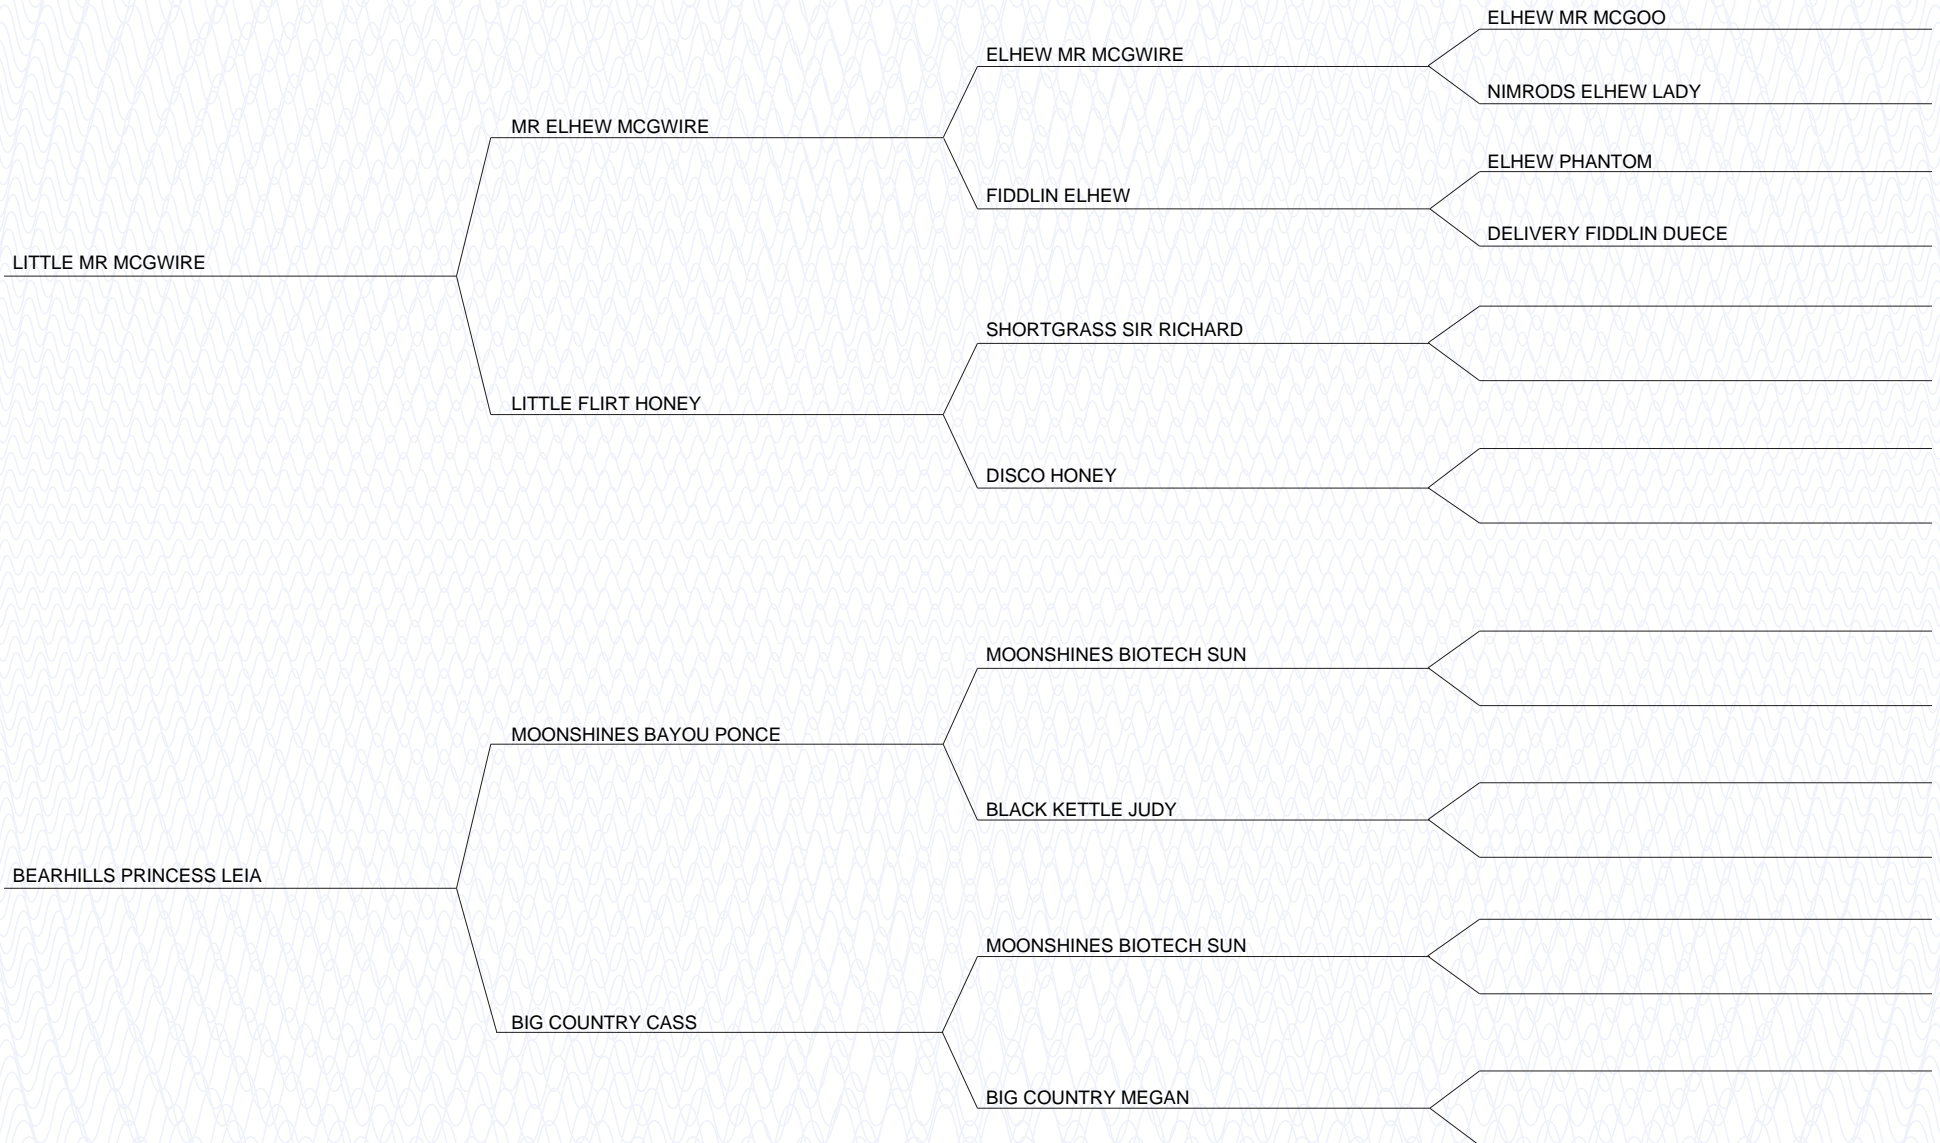 ELHEW MR MCGOO
ELHEW MR MCGWIRE
NIMRODS ELHEW LADY
MR ELHEW MCGWIRE
ELHEW PHANTOM
FIDDLIN ELHEW
DELIVERY FIDDLIN DUECE
LITTLE MR MCGWIRE
SHORTGRASS SIR RICHARD
LITTLE FLIRT HONEY
DISCO HONEY
MOONSHINES BIOTECH SUN
MOONSHINES BAYOU PONCE
BLACK KETTLE JUDY
BEARHILLS PRINCESS LEIA
MOONSHINES BIOTECH SUN
BIG COUNTRY CASS
BIG COUNTRY MEGAN